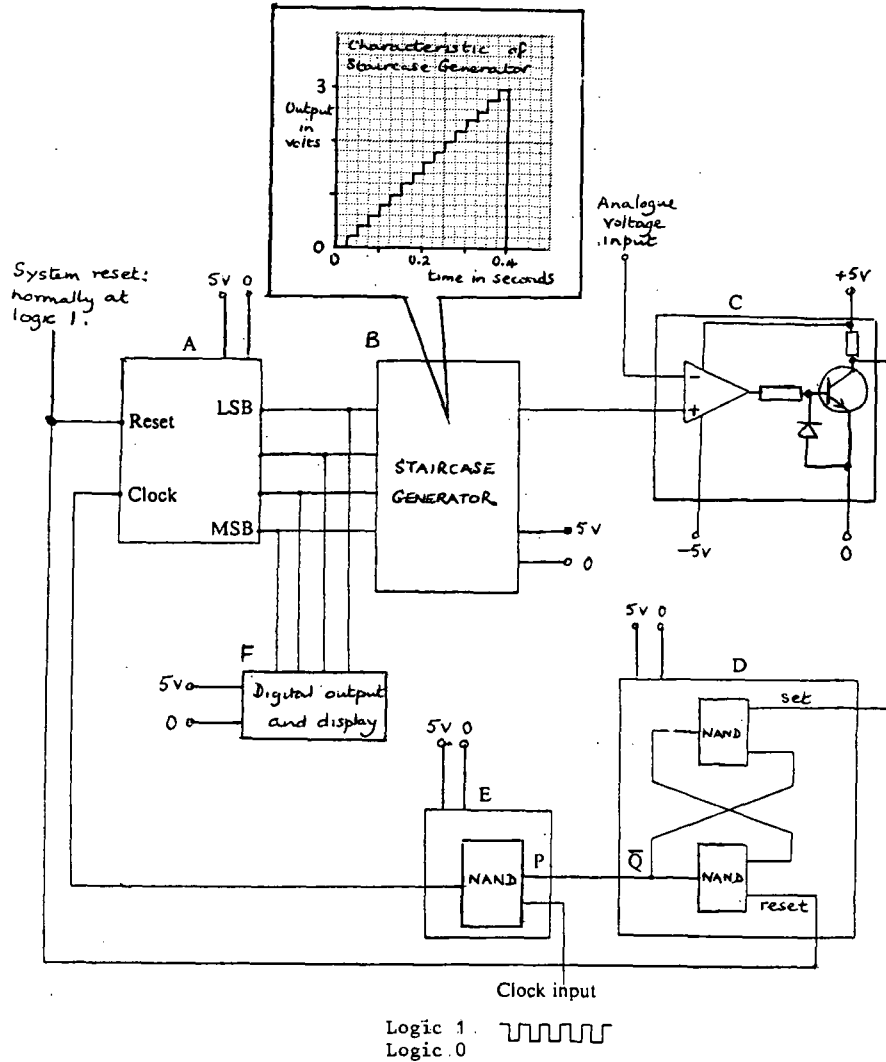 Characteristic of
Staircase Generator
3
Output
in
volts
0
0
0.2
0.4
time in seconds
Analogue
voltage
input
System reset:
normally at
logic 1.
5v 0
A
B
C
+5v
Reset
LSB
Clock
MSB
STAIRCASE
GENERATOR
5v
0
-
+
-5v
0
F
5v
0
Digital output
and display
5v 0
D
set
NAND
5v 0
E
P
NAND
Q̅
NAND
reset
Clock input
Logic 1
Logic 0